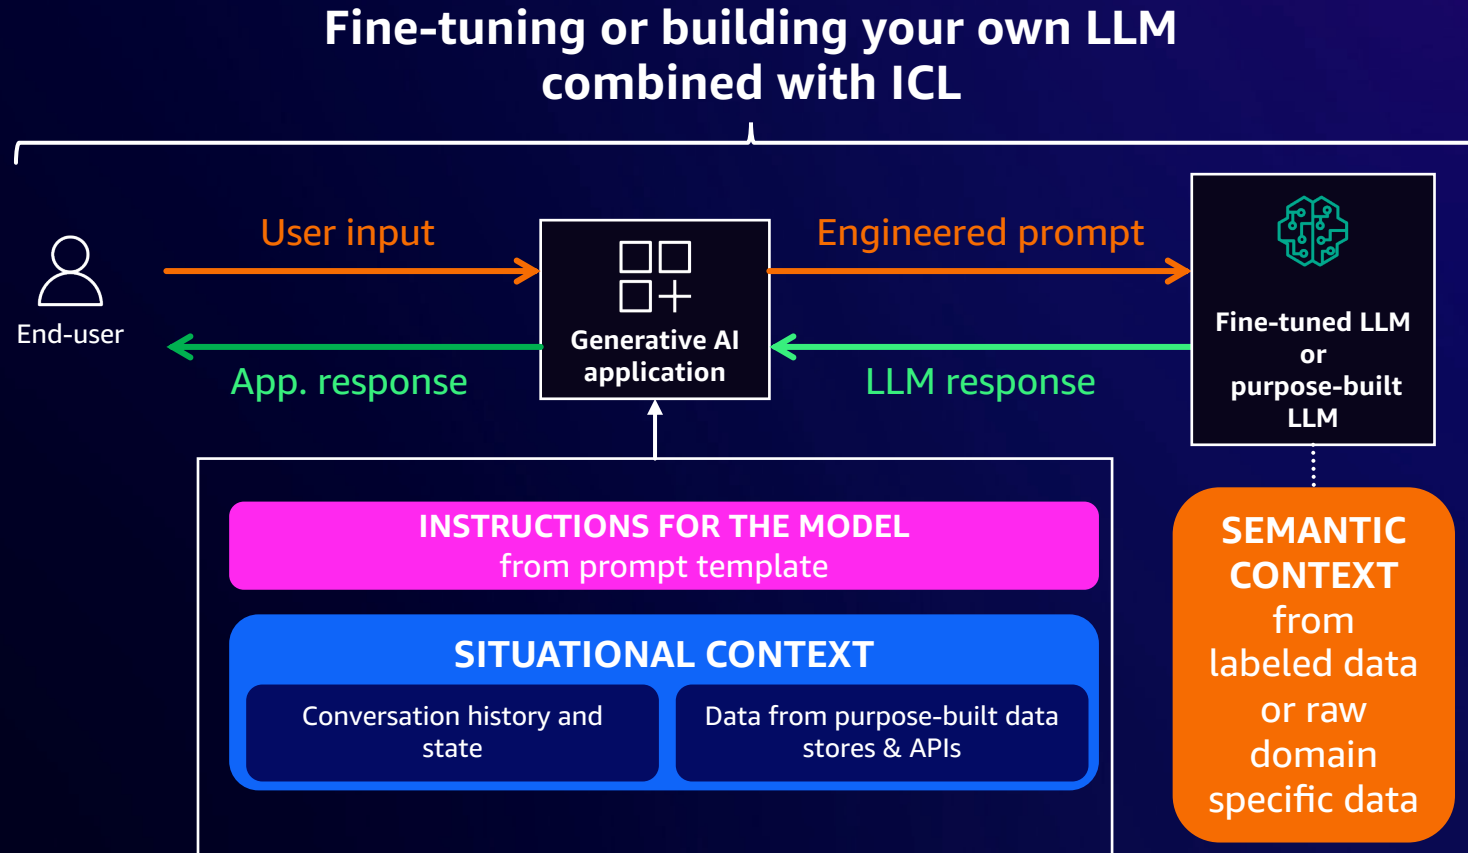 Fine-tuning or building your own LLM
combined with ICL
User input
Engineered prompt
End-user
Generative AI
application
Fine-tuned LLM
or
purpose-built
LLM
App. response
LLM response
INSTRUCTIONS FOR THE MODEL
from prompt template
SITUATIONAL CONTEXT
Conversation history and
state
Data from purpose-built data
stores & APIs
SEMANTIC
CONTEXT
from
labeled data
or raw
domain
specific data